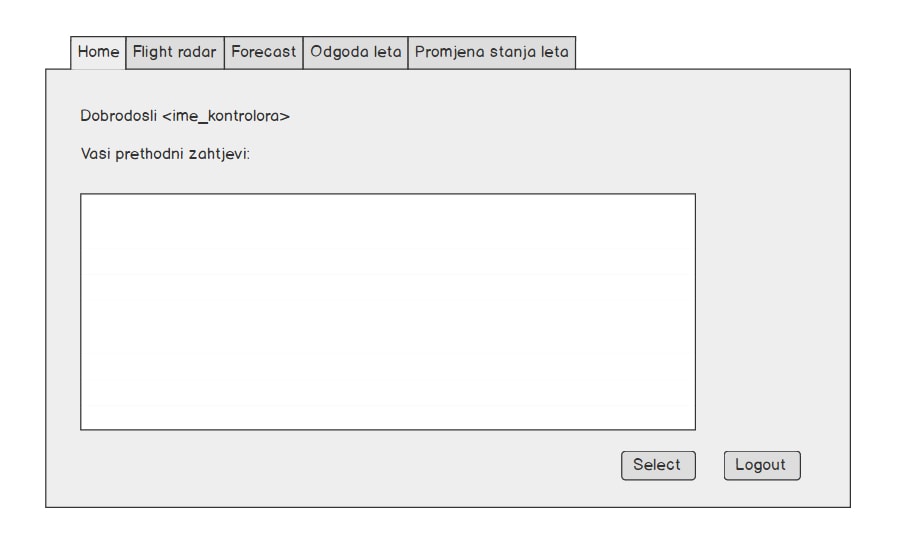 Home Flight radar Forecast Odgoda leta Promjena stanja leta
Dobrodosli <ime_kontrolora>
Vasi prethodni zahtjevi:
Select Logout